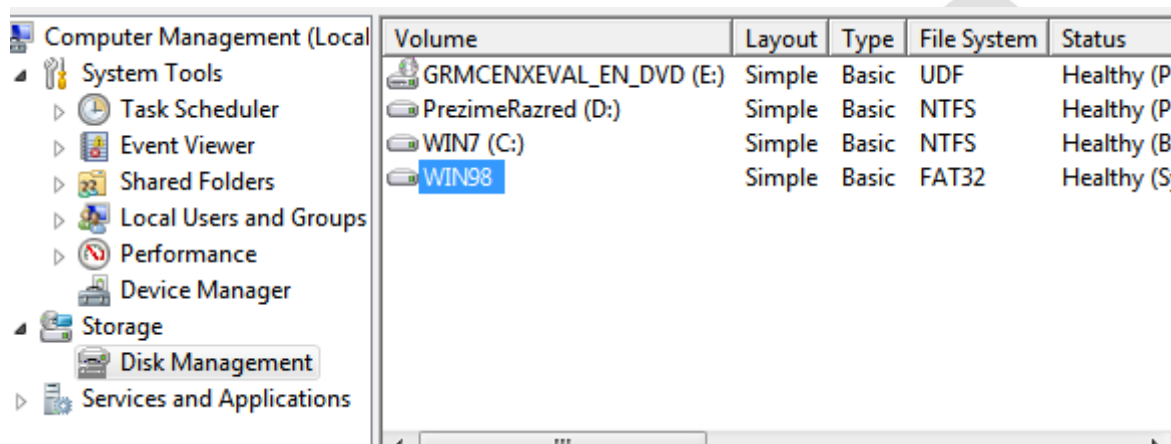 Computer Management (Local
System Tools
Task Scheduler
Event Viewer
Shared Folders
Local Users and Groups
Performance
Device Manager
Storage
Disk Management
Services and Applications
Volume Layout Type File System Status
GRMCENXEVAL_EN_DVD (E:) Simple Basic UDF Healthy (P
PrezimeRazred (D:) Simple Basic NTFS Healthy (P
WIN7 (C:) Simple Basic NTFS Healthy (B
WIN98 Simple Basic FAT32 Healthy (S